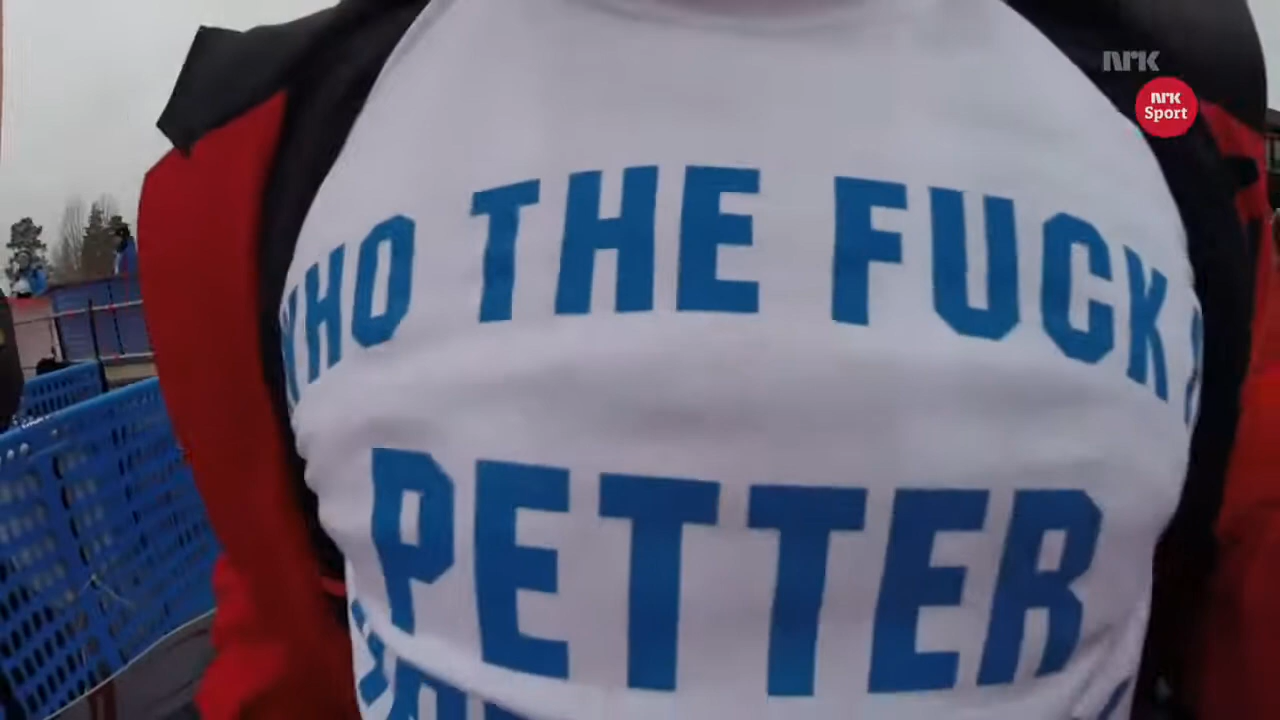 nrk
nrk
Sport
WHO THE FUCK
PETTER